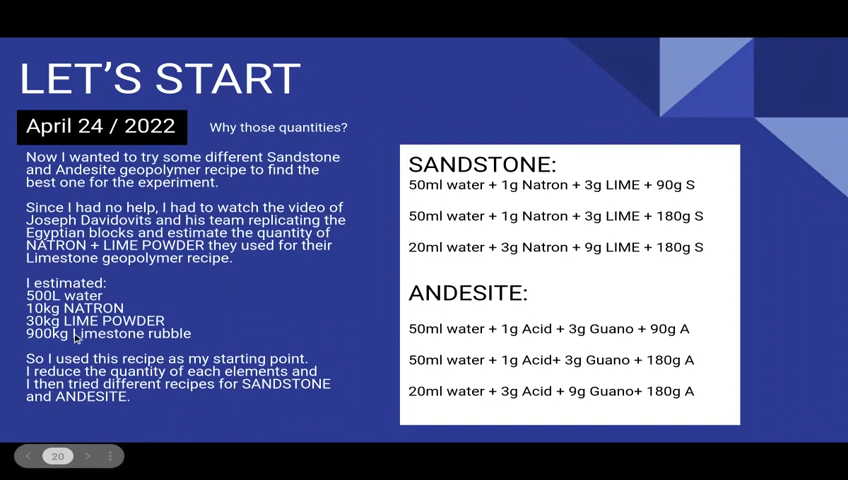 LET'S START
April 24 / 2022
Why those quantities?
Now I wanted to try some different Sandstone
and Andesite geopolymer recipe to find the
best one for the experiment.
Since I had no help, I had to watch the video of
Joseph Davidovits and his team replicating the
Egyptian blocks and estimate the quantity of
NATRON + LIME POWDER they used for their
Limestone geopolymer recipe.
I estimated:
500L water
10kg NATRON
30kg LIME POWDER
900kg Limestone rubble
So I used this recipe as my starting point.
I reduce the quantity of each elements and
I then tried different recipes for SANDSTONE
and ANDESITE.
SANDSTONE:
50ml water + 1g Natron + 3g LIME + 90g S
50ml water + 1g Natron + 3g LIME + 180g S
20ml water + 3g Natron + 9g LIME + 180g S
ANDESITE:
50ml water + 1g Acid + 3g Guano + 90g A
50ml water + 1g Acid+ 3g Guano + 180g A
20ml water + 3g Acid + 9g Guano+ 180g A
20